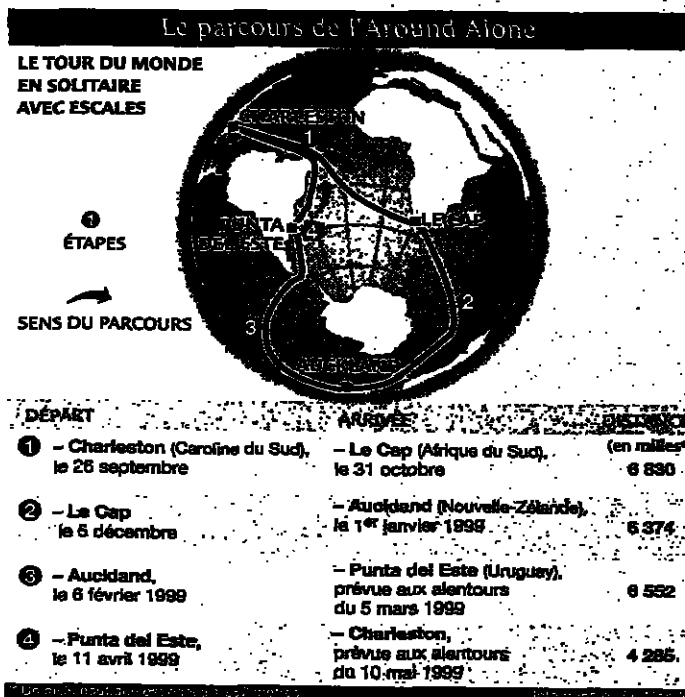 Le parcours de l'Around Alone
LE TOUR DU MONDE
EN SOLITAIRE
AVEC ESCALES
CHARLESTON
1
PUNTA
DEL ESTE
4
LE CAP
2
3
AUCKLAND
1
ÉTAPES
SENS DU PARCOURS
DÉPART ARRIVÉE DISTANCE
(en milles*
1 – Charleston (Caroline du Sud), – Le Cap (Afrique du Sud),
le 26 septembre le 31 octobre 6 830
2 – Le Cap – Auckland (Nouvelle-Zélande),
le 5 décembre le 1er janvier 1999 6 374
3 – Auckland, – Punta del Este (Uruguay),
le 6 février 1999 prévue aux alentours 6 552
du 5 mars 1999
4 – Punta del Este, – Charleston,
le 11 avril 1999 prévue aux alentours 4 285.
du 10 mai 1999